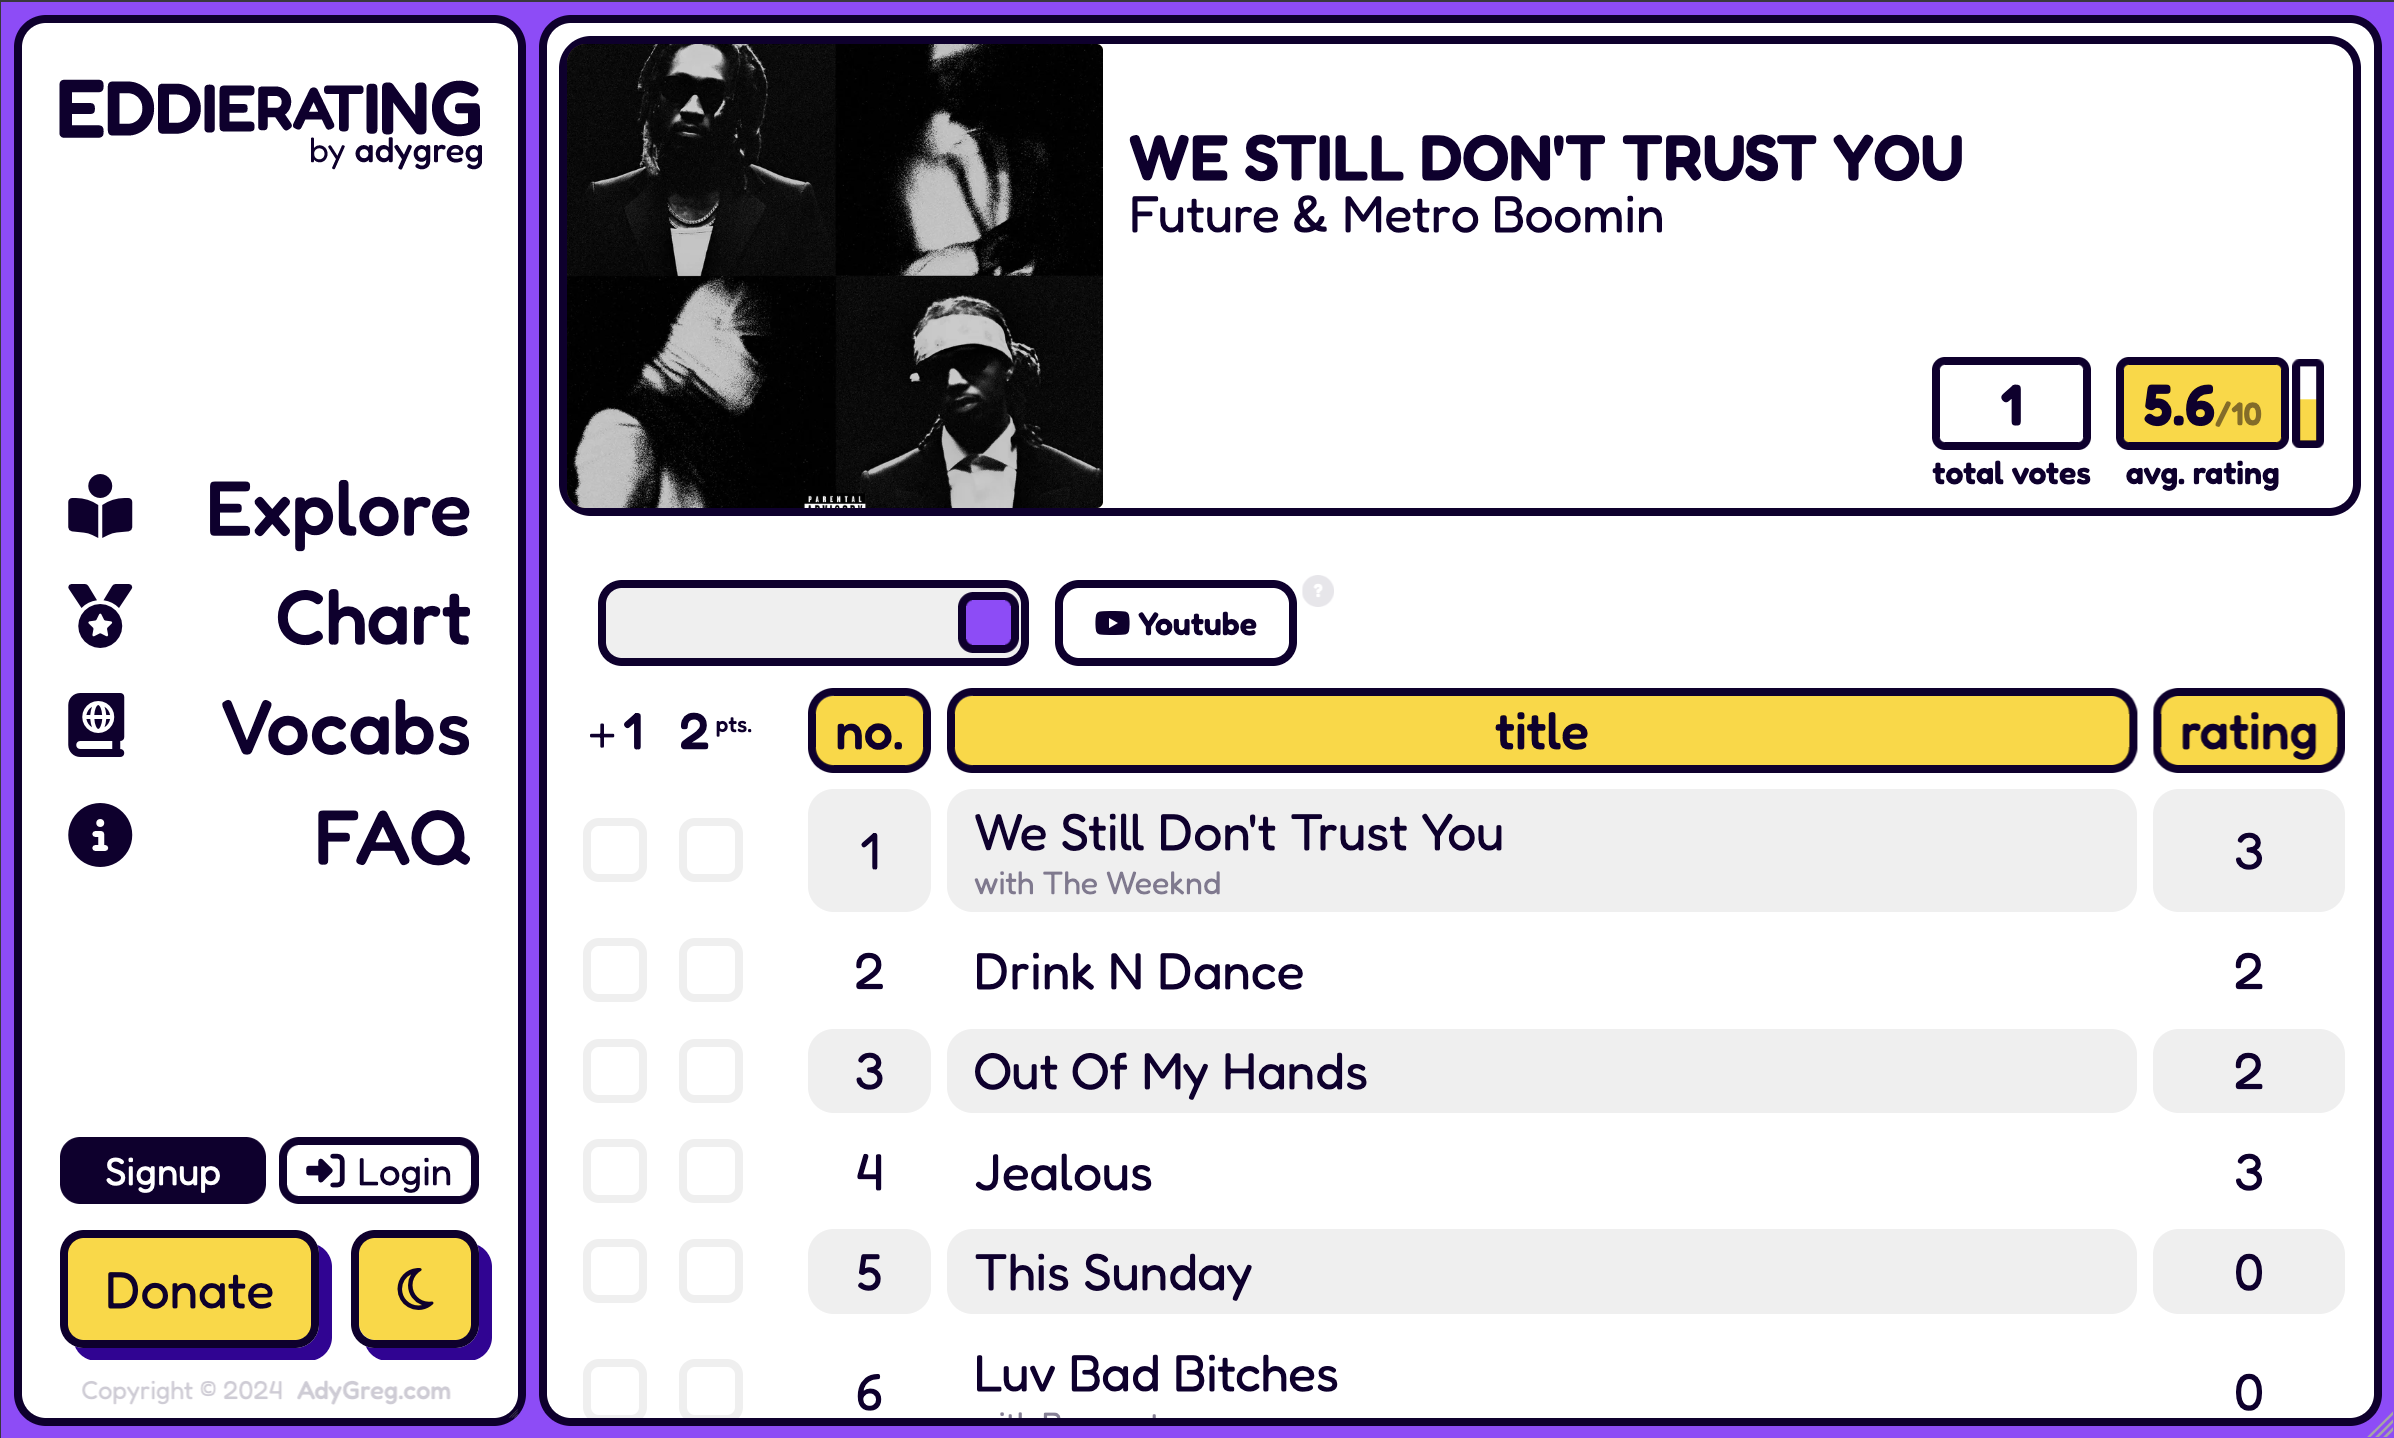 EDDIERATING
by adygreg
Explore
Chart
Vocabs
FAQ
Signup
Login
Donate
Copyright © 2024 AdyGreg.com
PARENTAL
ADVISORY
WE STILL DON'T TRUST YOU
Future & Metro Boomin
1
total votes
5.6/10
avg. rating
Youtube
?
+1 2 pts. no. title rating
1 We Still Don't Trust You 3
with The Weeknd
2 Drink N Dance 2
3 Out Of My Hands 2
4 Jealous 3
5 This Sunday 0
6 Luv Bad Bitches 0